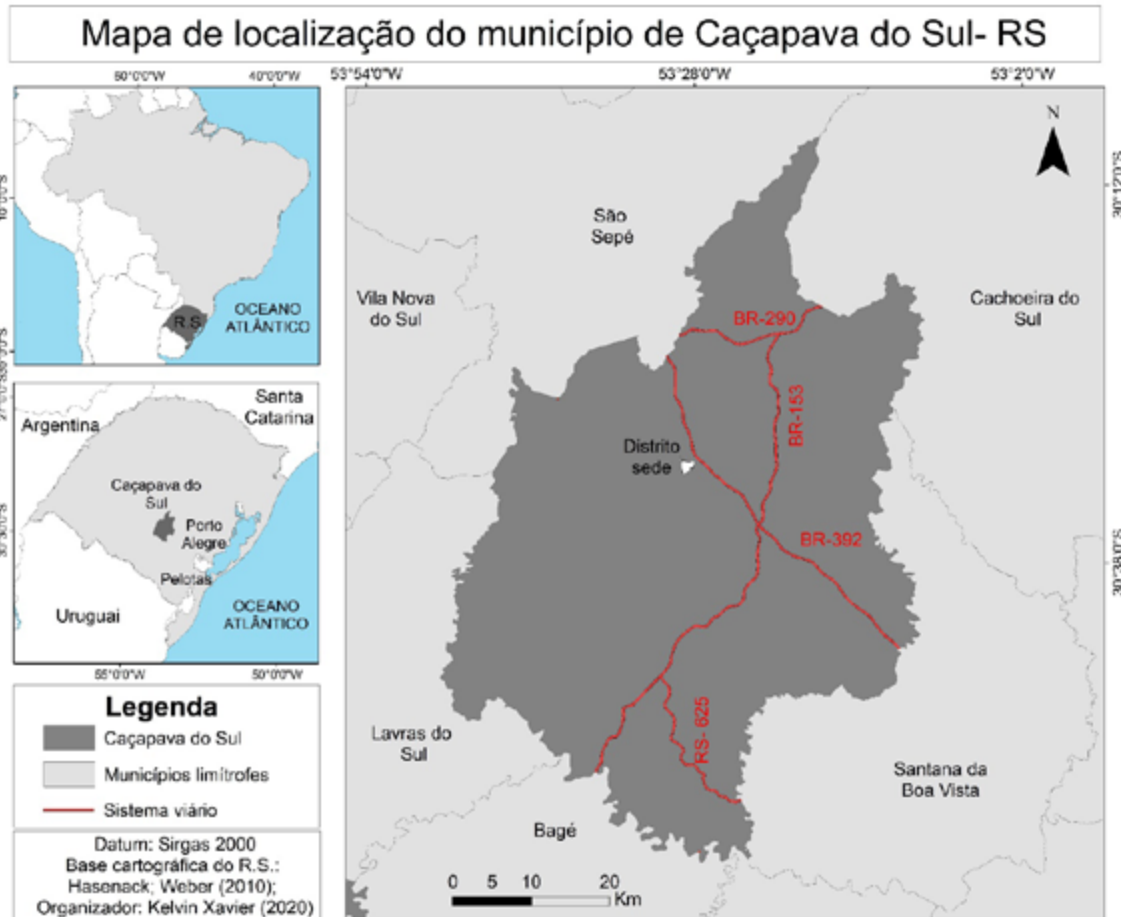 Mapa de localização do município de Caçapava do Sul- RS
60°0'0"W
40°0'0"W
OCEANO
ATLÂNTICO
R.S
Argentina
Santa
Catarina
Caçapava do
Sul
Porto
Alegre
Pelotas
Uruguai
OCEANO
ATLÂNTICO
55°0'0"W
50°0'0"W
Legenda
Caçapava do Sul
Municípios limítrofes
Sistema viário
Datum: Sirgas 2000
Base cartográfica do R.S.:
Hasenack; Weber (2010);
Organizador: Kelvin Xavier (2020)
53°54'0"W
53°28'0"W
53°2'0"W
N
30°12'0"S
30°38'0"S
São
Sepé
Vila Nova
do Sul
Cachoeira do
Sul
BR-290
BR-153
Distrito
sede
BR-392
RS- 625
Lavras do
Sul
Santana da
Boa Vista
Bagé
0 5 10 20
Km